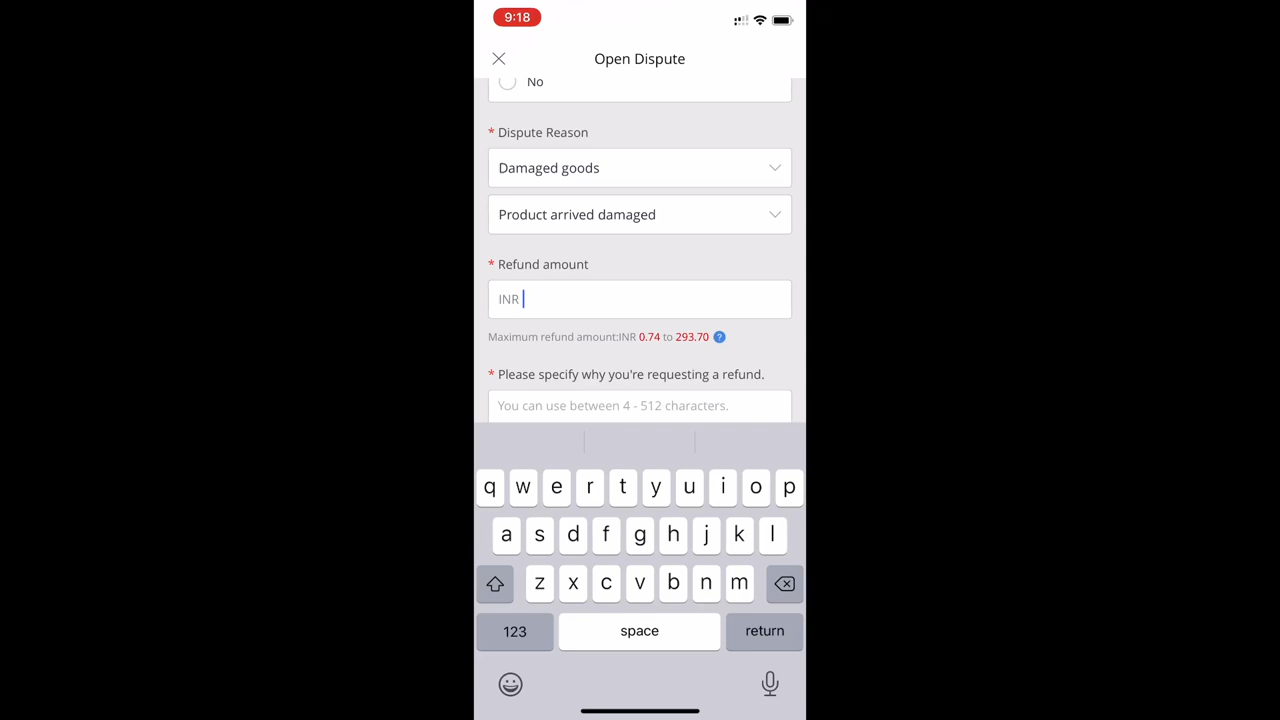 9:18
Open Dispute
No
* Dispute Reason
Damaged goods
Product arrived damaged
* Refund amount
INR
Maximum refund amount:INR 0.74 to 293.70 ?
* Please specify why you're requesting a refund.
You can use between 4 - 512 characters.
q w e r t y u i o p
a s d f g h j k l
z x c v b n m
123 space return